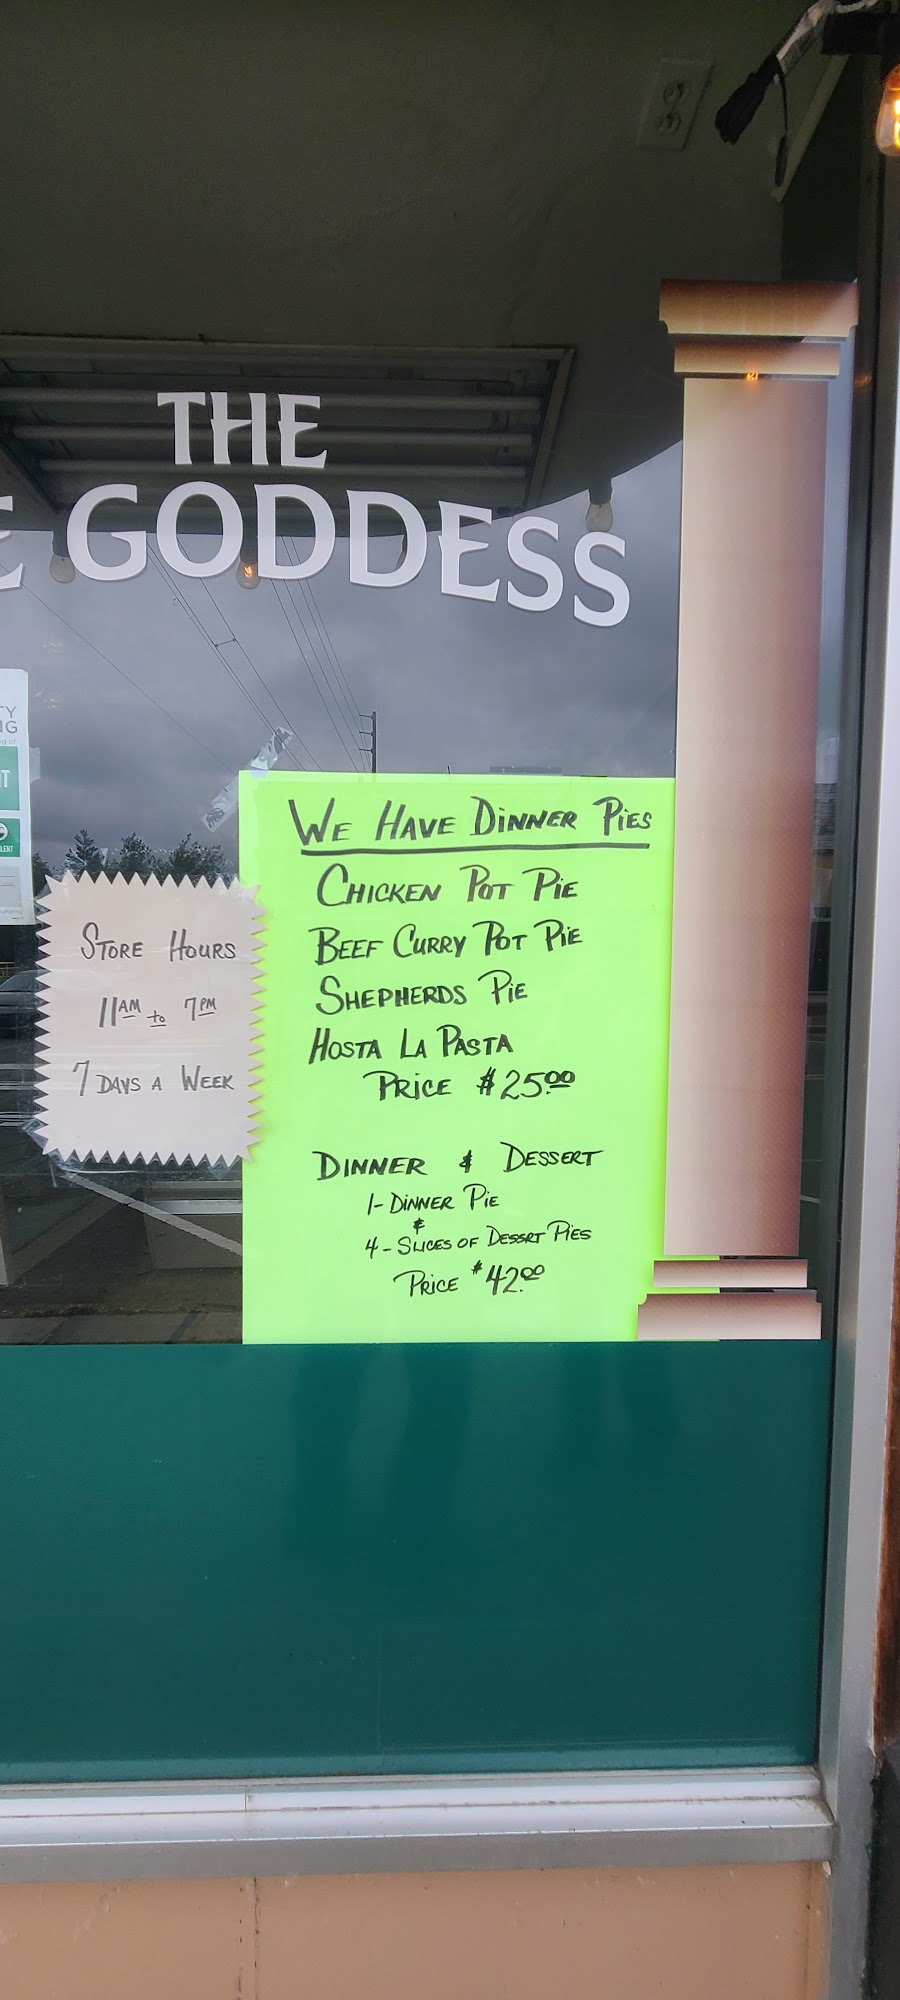 THE
E GODDESS
TY
NG
WE HAVE DINNER PIES
CHICKEN POT PIE
BEEF CURRY POT PIE
SHEPHERDS PIE
HOSTA LA PASTA
PRICE $25.00
DINNER & DESSERT
1- DINNER PIE
&
4 - SLICES OF DESSRT PIES
PRICE $42.00
STORE HOURS
11AM to 7PM
7 DAYS A WEEK